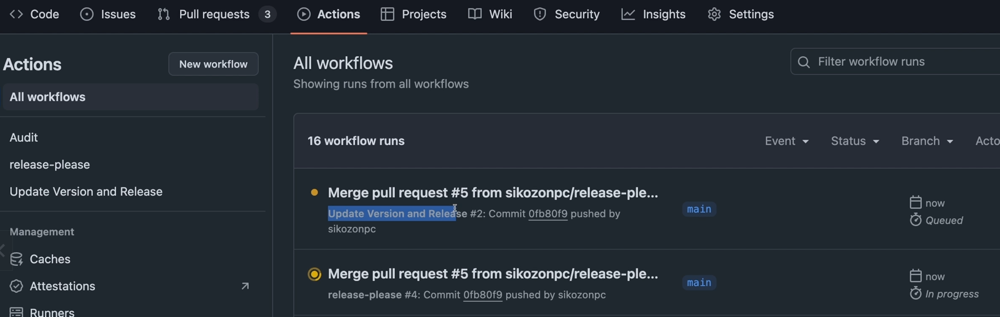 Code Issues Pull requests 3 Actions Projects Wiki Security Insights Settings
Actions
New workflow
All workflows
Audit
release-please
Update Version and Release
Management
Caches
Attestations
Runners
All workflows
Showing runs from all workflows
Filter workflow runs
16 workflow runs
Event Status Branch Acto
Merge pull request #5 from sikozonpc/release-ple...
Update Version and Release #2: Commit 0fb80f9 pushed by
sikozonpc
main
now
Queued
Merge pull request #5 from sikozonpc/release-ple...
release-please #4: Commit 0fb80f9 pushed by sikozonpc
main
now
In progress